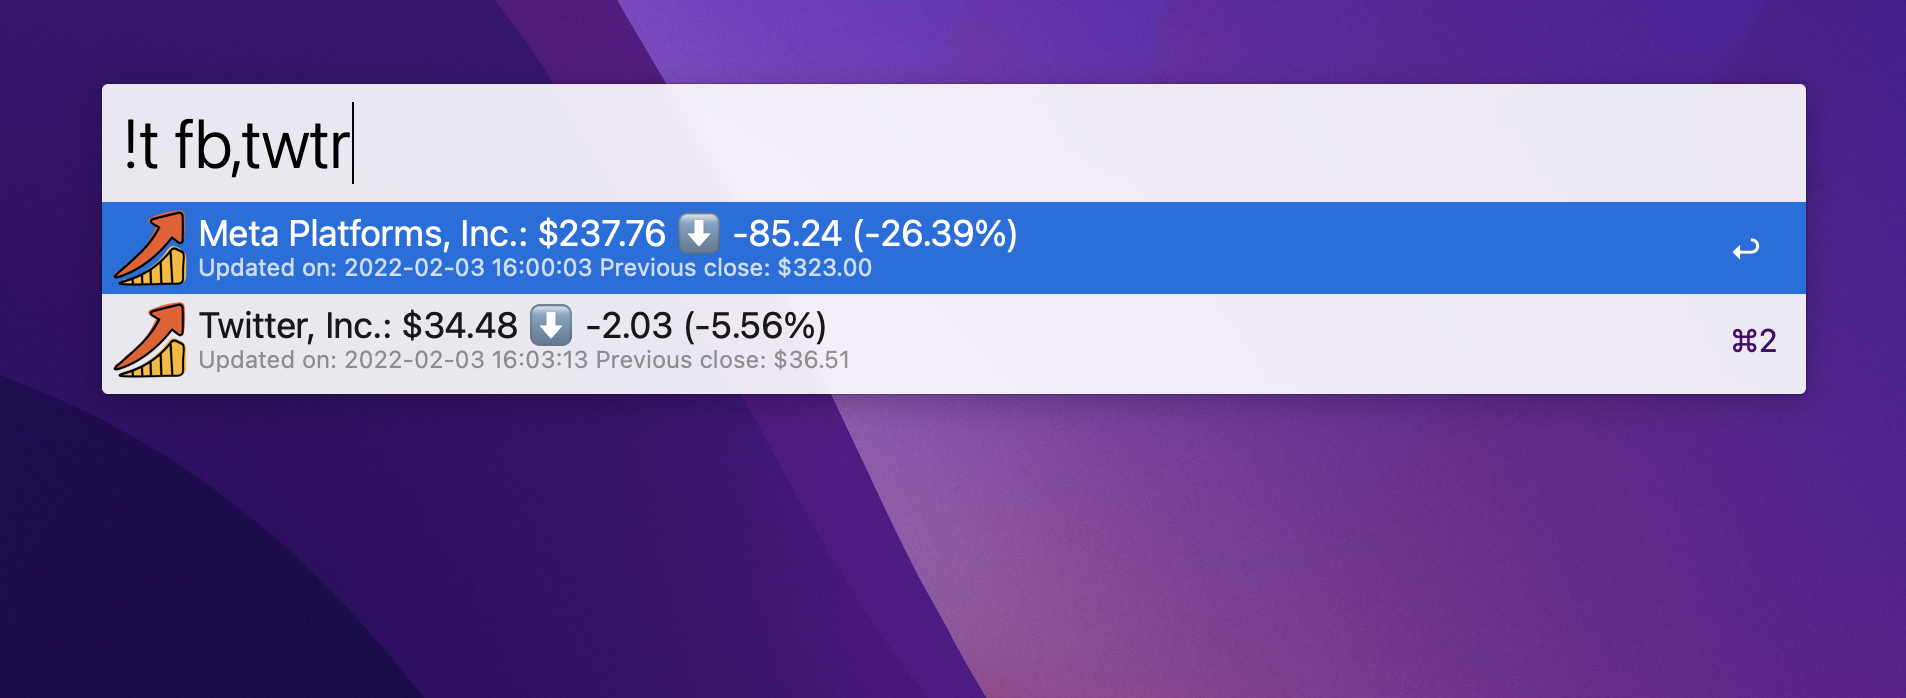 !t fb,twtr
Meta Platforms, Inc.: $237.76 ⬇️ -85.24 (-26.39%)
Updated on: 2022-02-03 16:00:03 Previous close: $323.00
Twitter, Inc.: $34.48 ⬇️ -2.03 (-5.56%)
⌘2
Updated on: 2022-02-03 16:03:13 Previous close: $36.51